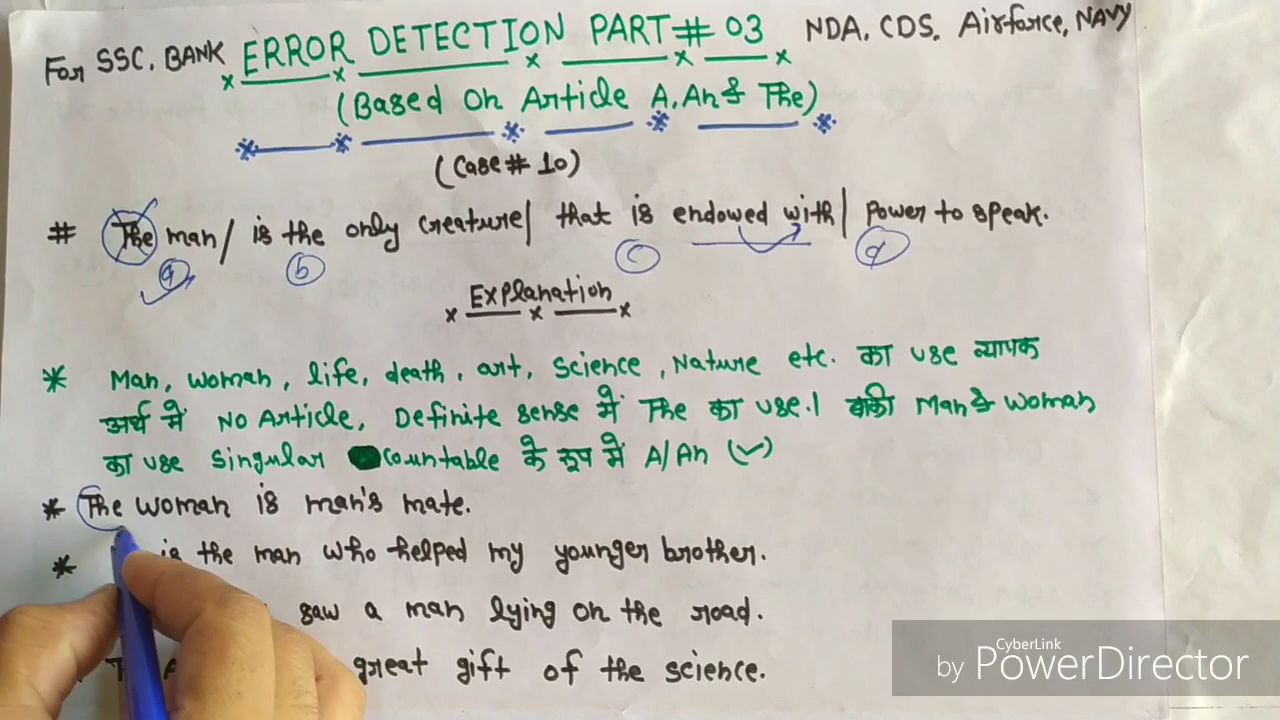 For SSC, BANK ERROR DETECTION PART # 03 NDA, CDS, Airforce, NAVY
(Based On Article A, An & The)
(Case # 10)
# The man / is the only creature / that is endowed with / Power to speak.
(a) (b) (c) (d)
Explanation
* Man, woman, life, death, art, Science, Nature etc. का use व्यापक
अर्थ में No Article, Definite sense में The का use। बाकी Man & Woman
का use Singular Countable के रूप में A/An (✓)
* The woman is man's mate.
* is the man who helped my younger brother.
saw a man lying on the road.
great gift of the science.
CyberLink
by PowerDirector